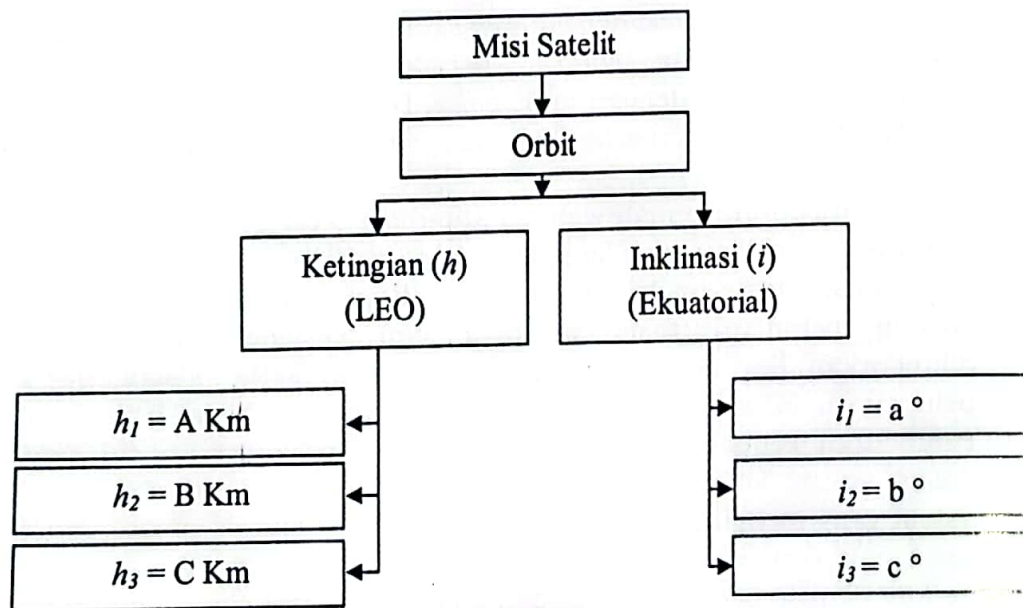 Misi Satelit
Orbit
Ketingian (h)
(LEO)
Inklinasi (i)
(Ekuatorial)
h1 = A Km
h2 = B Km
h3 = C Km
i1 = a °
i2 = b °
i3 = c °